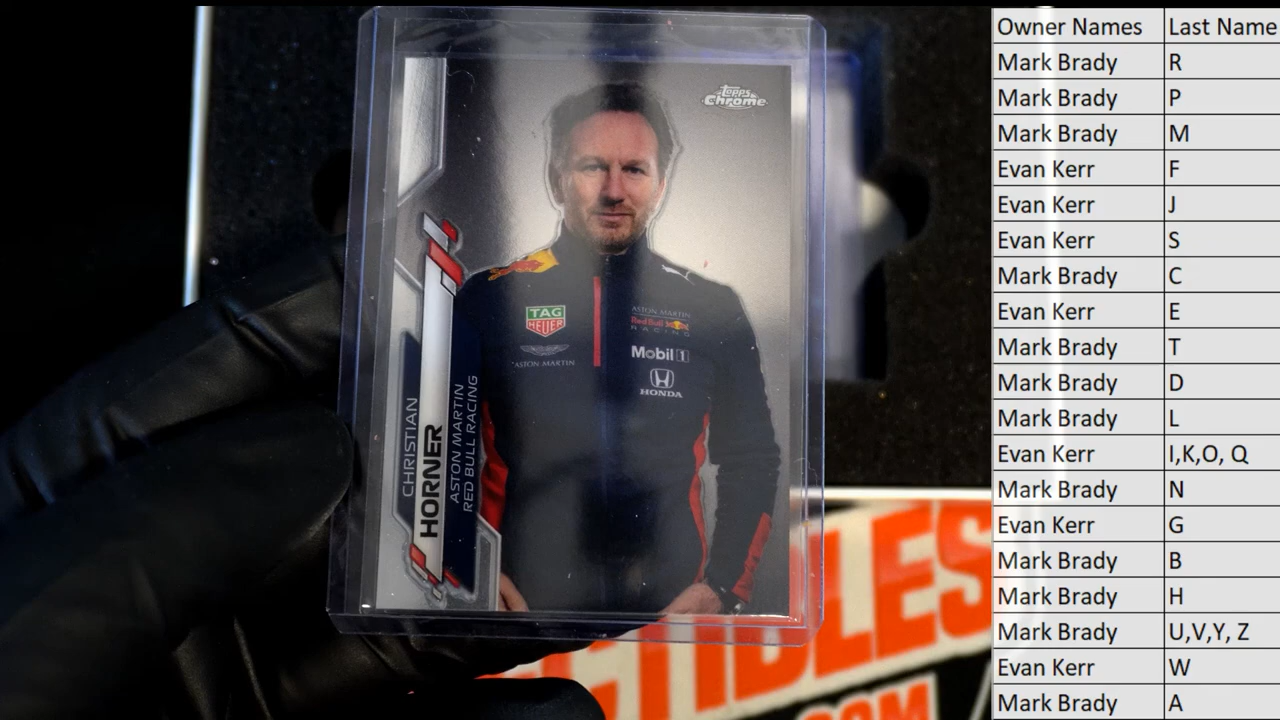 topps
Chrome
TAG
HEUER
ASTON MARTIN
ASTON MARTIN
Red Bull
RACING
Mobil 1
HONDA
CHRISTIAN
HORNER
ASTON MARTIN
RED BULL RACING
CTIBLES
.COM
Owner Names Last Name
Mark Brady R
Mark Brady P
Mark Brady M
Evan Kerr F
Evan Kerr J
Evan Kerr S
Mark Brady C
Evan Kerr E
Mark Brady T
Mark Brady D
Mark Brady L
Evan Kerr I,K,O, Q
Mark Brady N
Evan Kerr G
Mark Brady B
Mark Brady H
Mark Brady U,V,Y, Z
Evan Kerr W
Mark Brady A